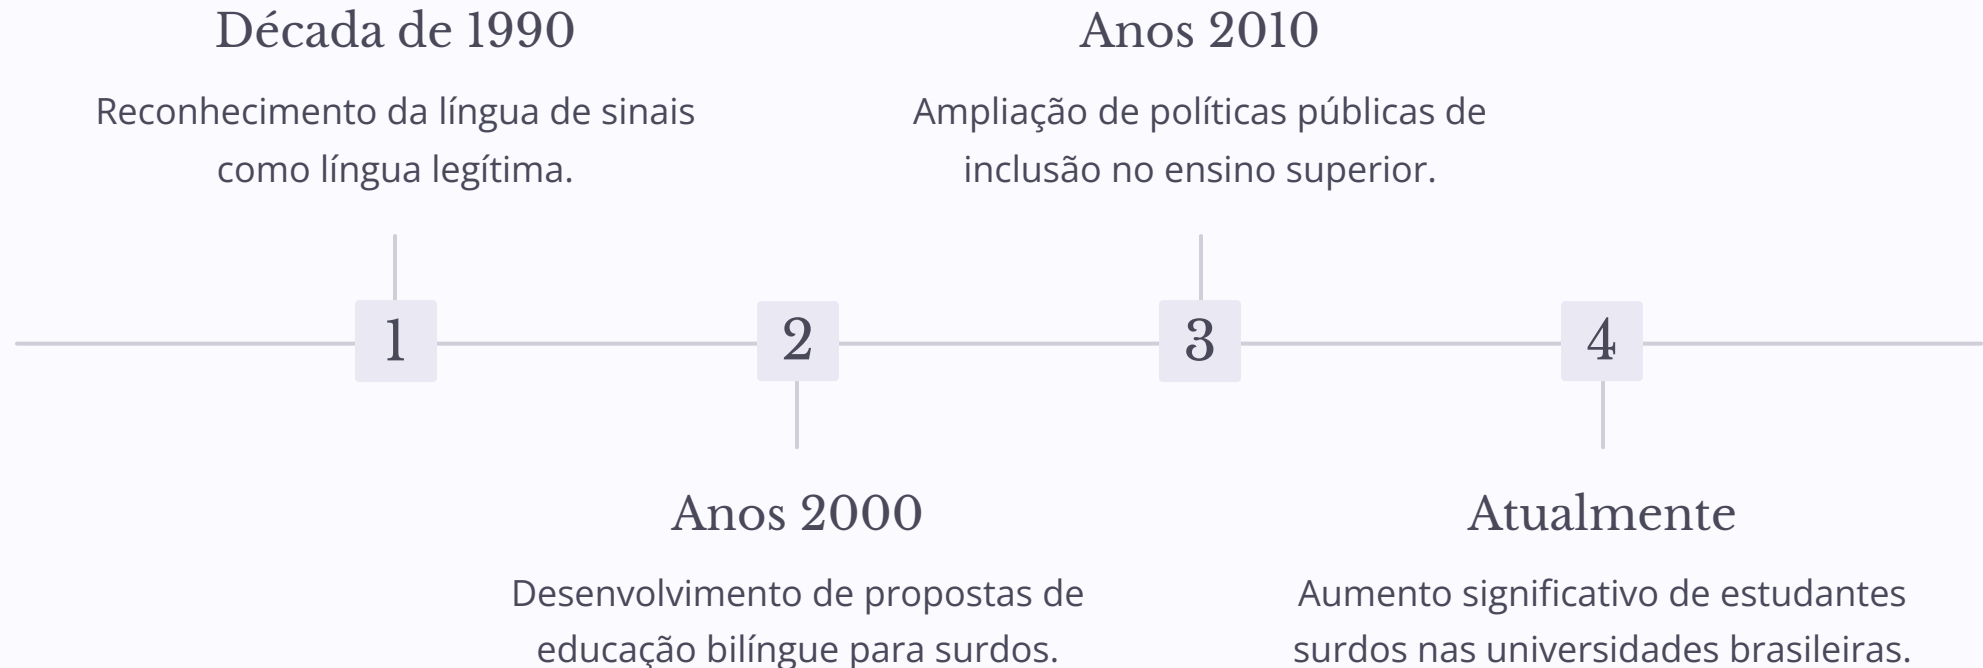 Década de 1990
Reconhecimento da língua de sinais
como língua legítima.
Anos 2010
Ampliação de políticas públicas de
inclusão no ensino superior.
1
2
3
4
Anos 2000
Desenvolvimento de propostas de
educação bilíngue para surdos.
Atualmente
Aumento significativo de estudantes
surdos nas universidades brasileiras.